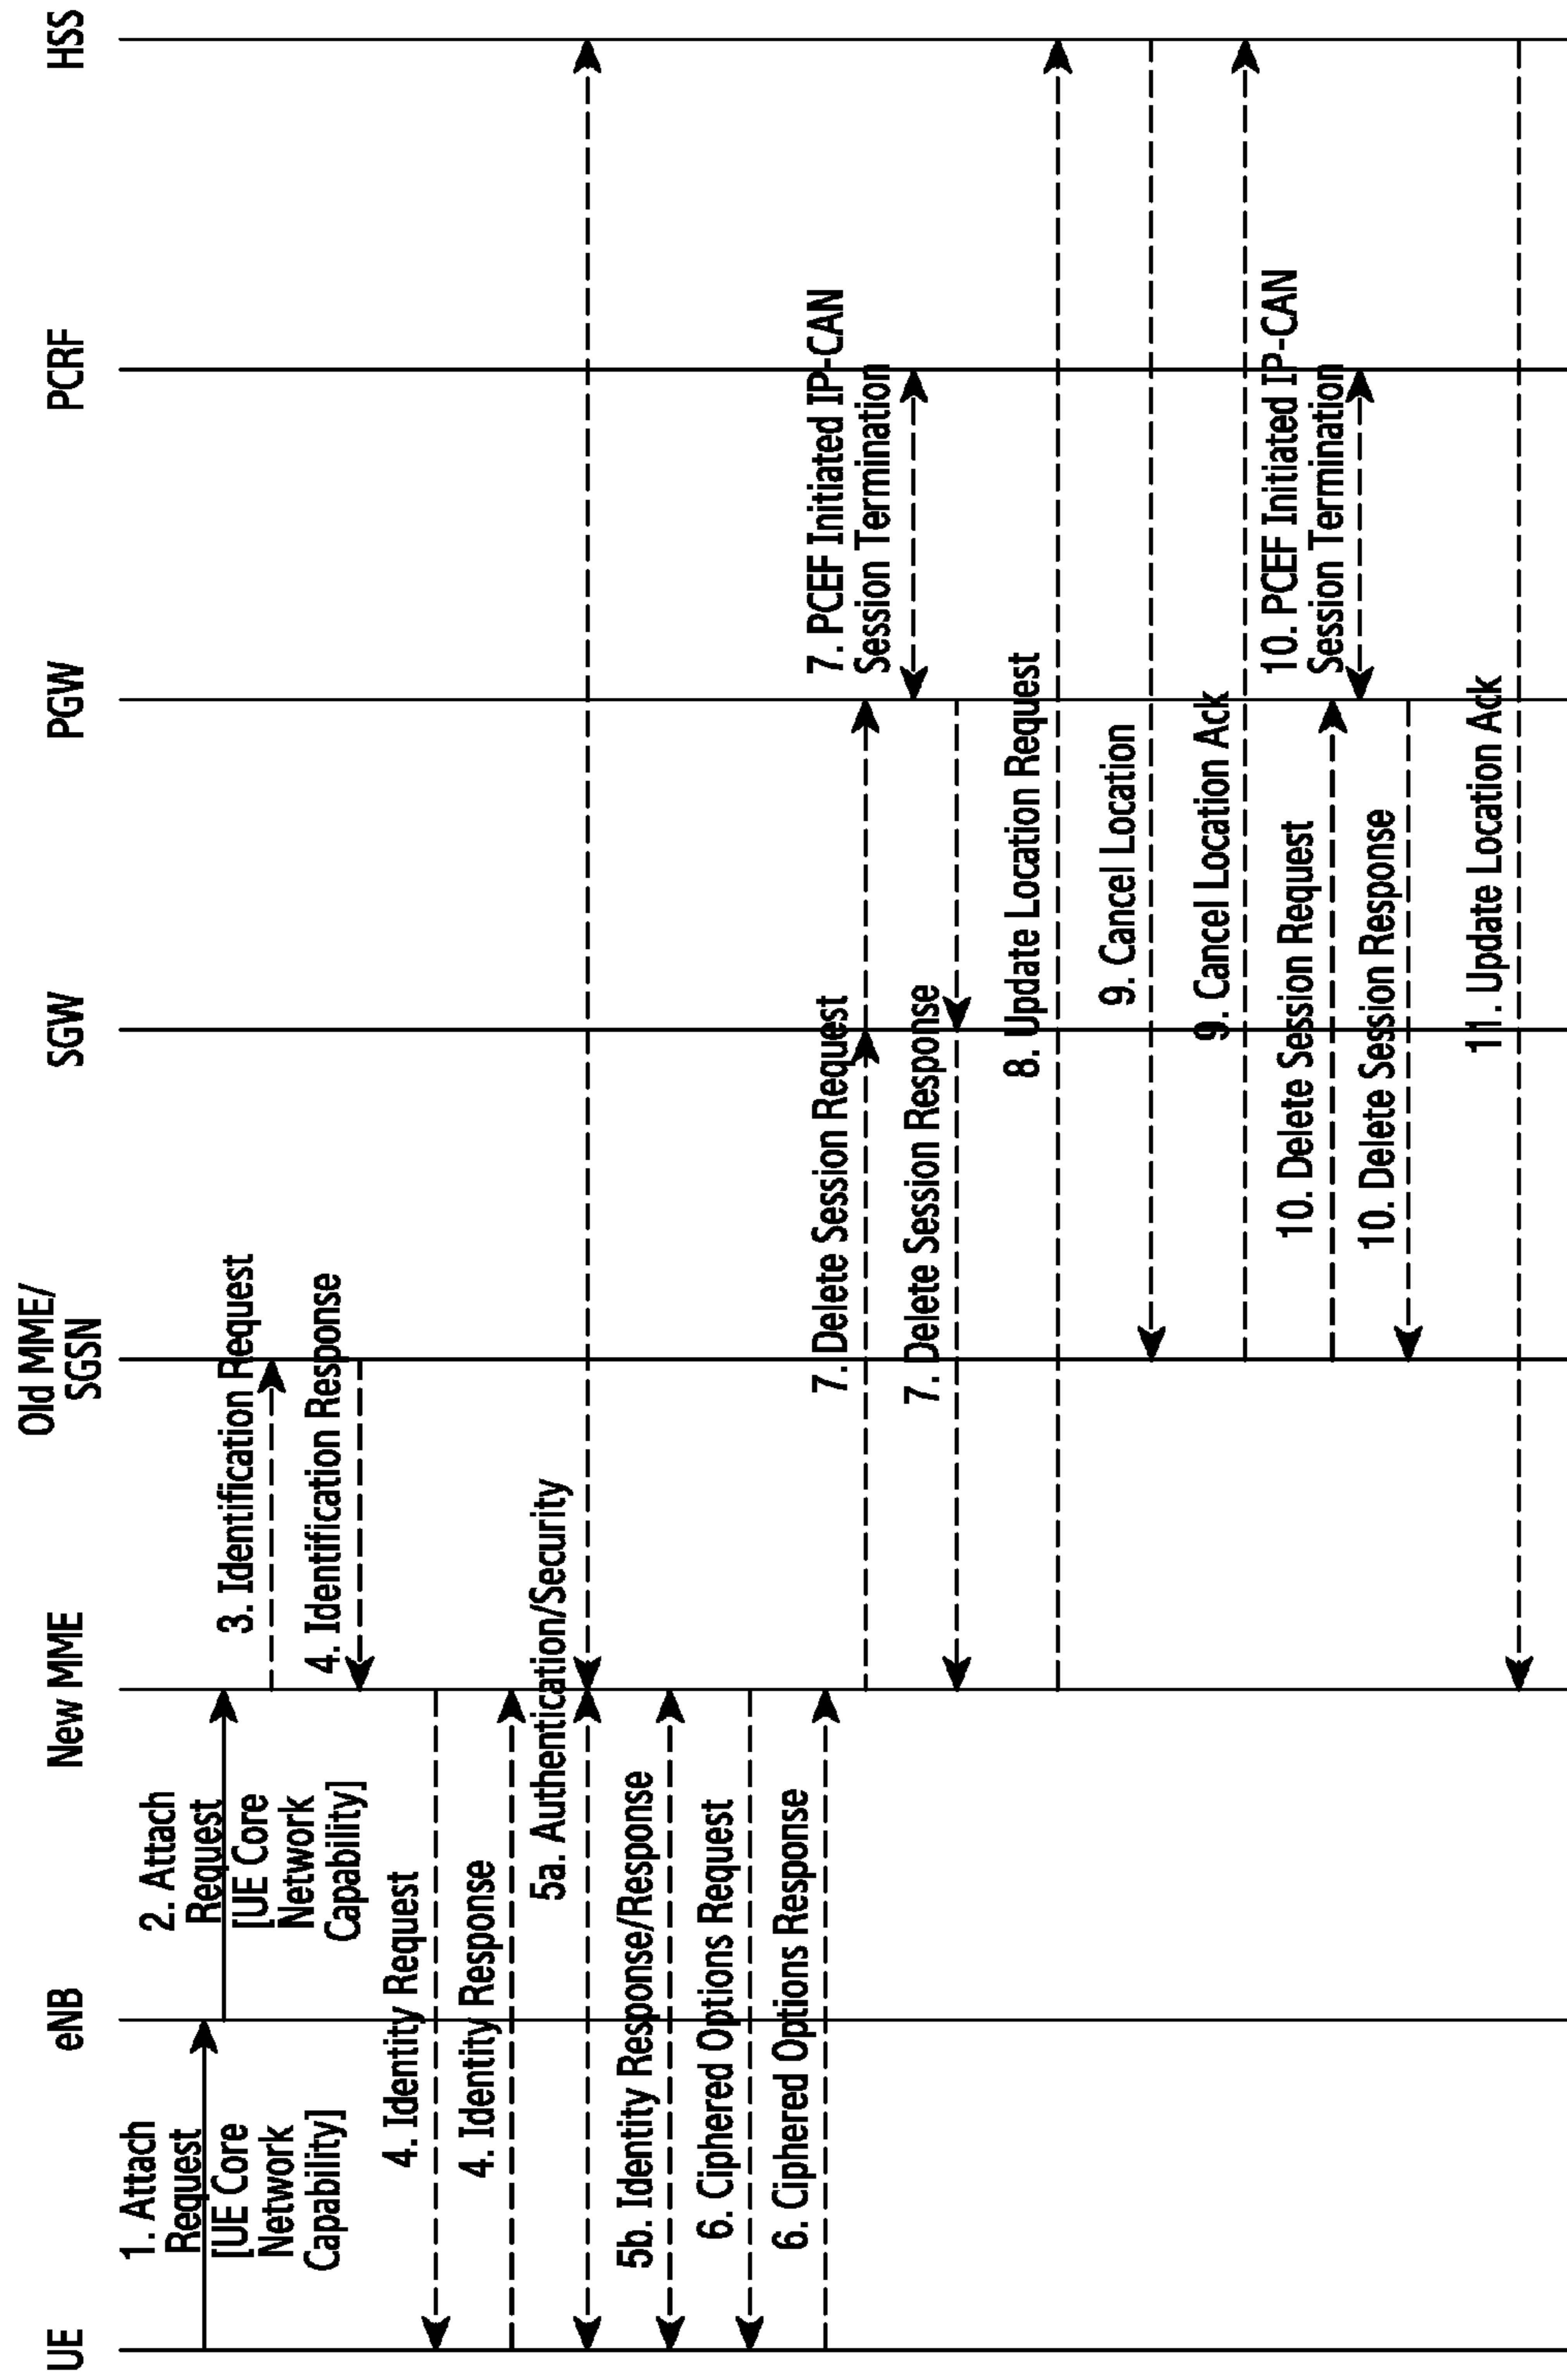 UE
eNB
New MME
Old MME/
SGSN
SGW
PGW
PCRF
HSS
1. Attach
Request
[UE Core
Network
Capability]
2. Attach
Request
[UE Core
Network
Capability]
3. Identification Request
4. Identification Response
4. Identity Request
4. Identity Response
5a. Authentication/Security
5b. Identity Response/Response
6. Ciphered Options Request
6. Ciphered Options Response
7. Delete Session Request
7. PCEF Initiated IP-CAN
Session Termination
7. Delete Session Response
8. Update Location Request
9. Cancel Location
9. Cancel Location Ack
10. Delete Session Request
10. PCEF Initiated IP-CAN
Session Termination
10. Delete Session Response
11. Update Location Ack